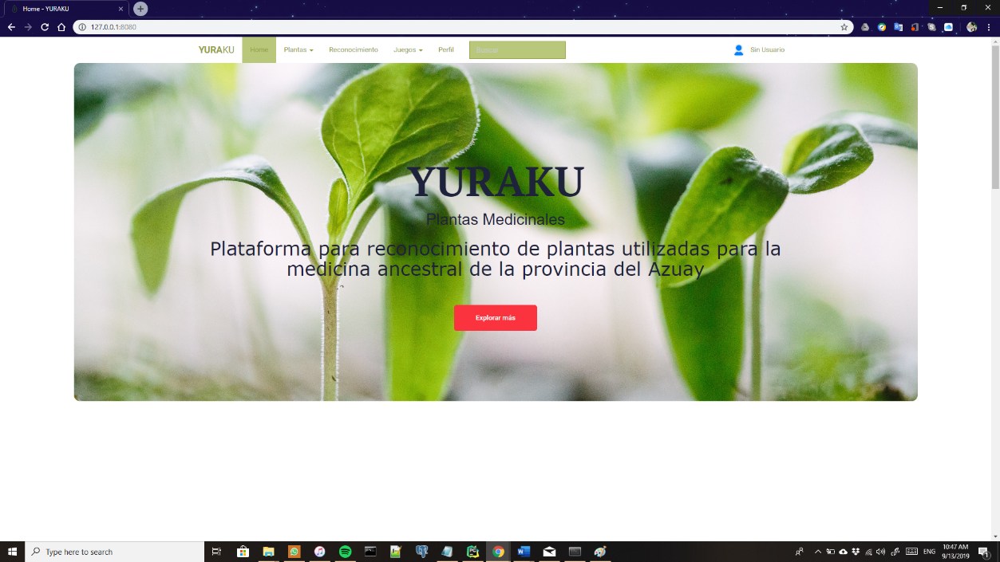 Home - YURAKU
127.0.0.1:8080
YURAKU Home Plantas Reconocimiento Juegos Perfil Buscar Sin Usuario
YURAKU
Plantas Medicinales
Plataforma para reconocimiento de plantas utilizadas para la
medicina ancestral de la provincia del Azuay
Explorar más
Type here to search
ENG
10:47 AM
9/13/2019
1